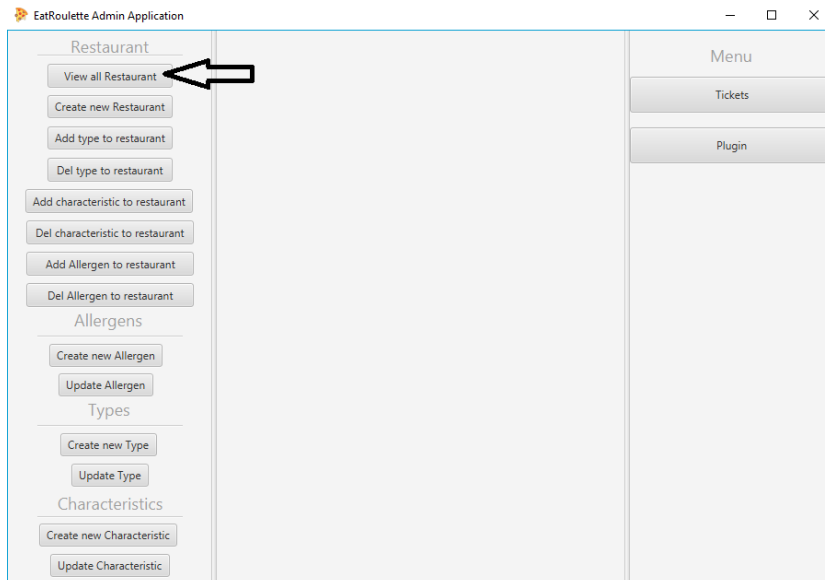 EatRoulette Admin Application
Restaurant
View all Restaurant
Create new Restaurant
Add type to restaurant
Del type to restaurant
Add characteristic to restaurant
Del characteristic to restaurant
Add Allergen to restaurant
Del Allergen to restaurant
Allergens
Create new Allergen
Update Allergen
Types
Create new Type
Update Type
Characteristics
Create new Characteristic
Update Characteristic
Menu
Tickets
Plugin